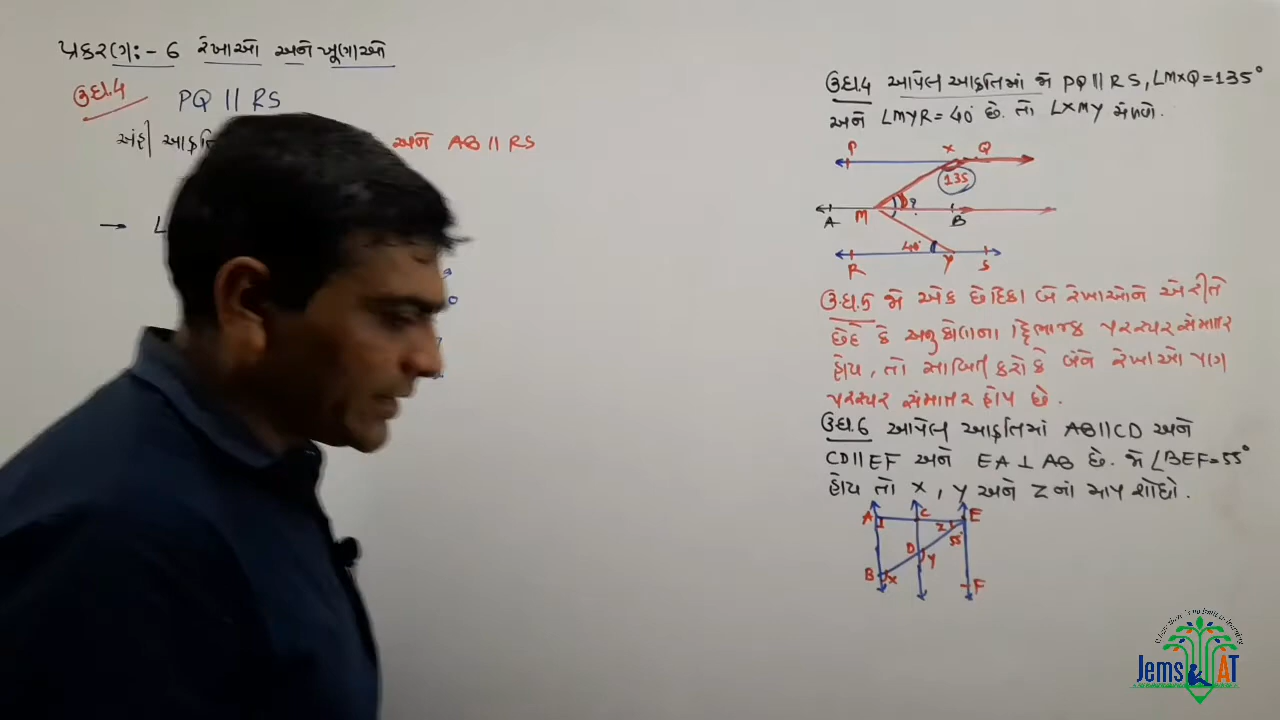 પ્રકરણ:- 6 રેખાઓ અને ખૂણાઓ
ઉદા.4 PQ || RS
અહીં
અને AB || RS
→ ∠
ઉદા.4 આપેલ આકૃતિમાં જો PQ || RS, ∠MXQ = 135°
અને ∠MYR = 40° છે. તો ∠XMY મેળવો.
P X Q
135
A M ? B
40°
R Y S
ઉદા.5 જો એક છેદિકા બે રેખાઓને એ રીતે
છેદે કે અનુકોણના દ્વિભાજક પરસ્પર સમાંતર
હોય, તો સાબિત કરો કે બંને રેખાઓ પણ
પરસ્પર સમાંતર હોય છે.
ઉદા.6 આપેલ આકૃતિમાં AB || CD અને
CD || EF અને EA ⊥ AB છે. જો ∠BEF = 55°
હોય તો X, Y અને Z નાં માપ શોધો.
A C E
Z 55°
D Y
B X F
Jems AT